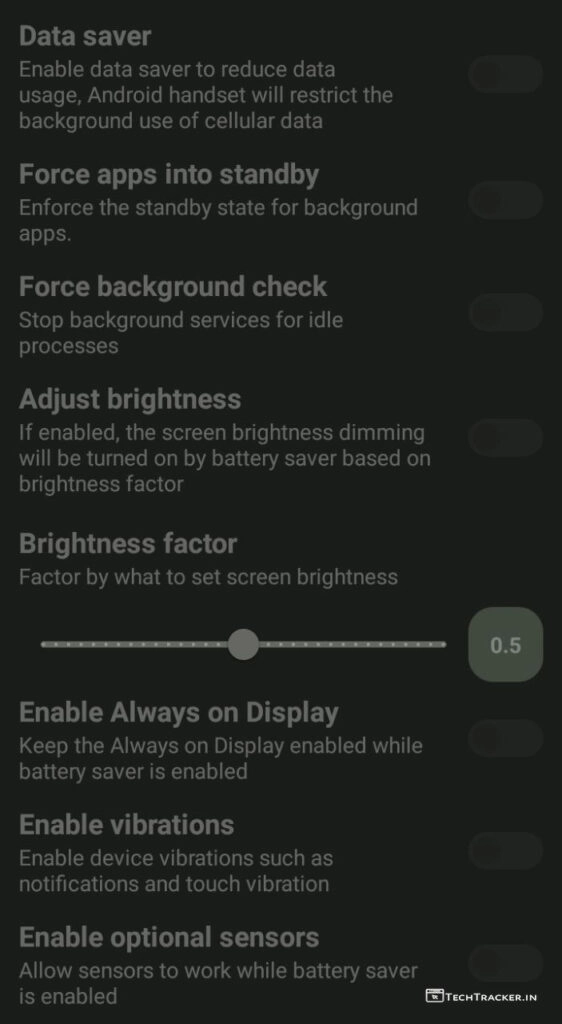 Data saver
Enable data saver to reduce data
usage, Android handset will restrict the
background use of cellular data
Force apps into standby
Enforce the standby state for background
apps.
Force background check
Stop background services for idle
processes
Adjust brightness
If enabled, the screen brightness dimming
will be turned on by battery saver based on
brightness factor
Brightness factor
Factor by what to set screen brightness
0.5
Enable Always on Display
Keep the Always on Display enabled while
battery saver is enabled
Enable vibrations
Enable device vibrations such as
notifications and touch vibration
Enable optional sensors
Allow sensors to work while battery saver
is enabled
TechTracker.in